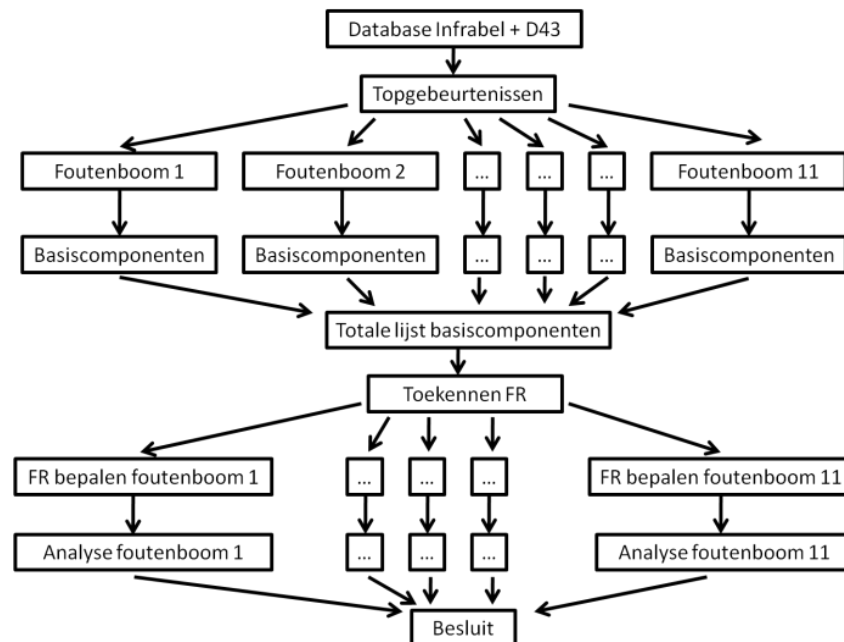 Database Infrabel + D43
Topgebeurtenissen
Foutenboom 1
Foutenboom 2
...
...
...
Foutenboom 11
Basiscomponenten
Basiscomponenten
...
...
...
Basiscomponenten
Totale lijst basiscomponenten
Toekennen FR
FR bepalen foutenboom 1
...
...
...
FR bepalen foutenboom 11
Analyse foutenboom 1
...
...
...
Analyse foutenboom 11
Besluit